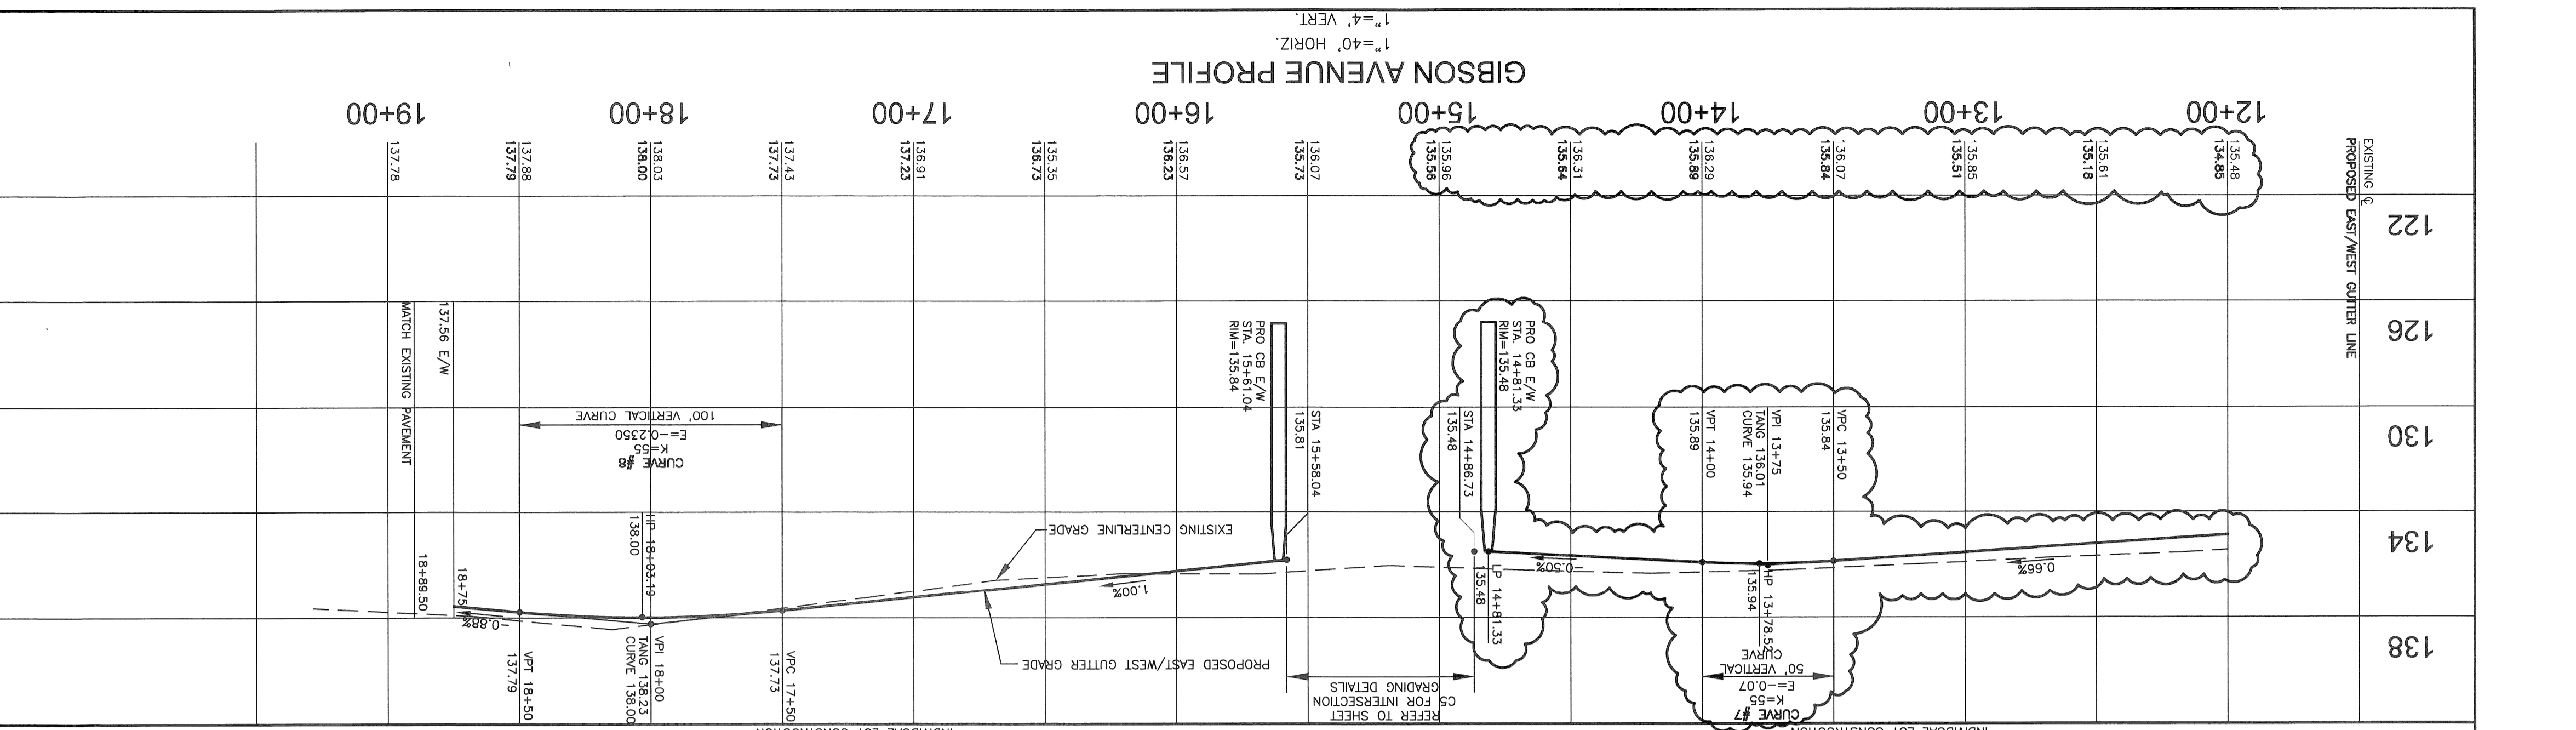 INDIVIDUAL LOT CONSTRUCTION
INDIVIDUAL LOT CONSTRUCTION
138
134
130
126
122
CURVE #7
K=55
E=-0.07
50' VERTICAL
CURVE
HP 13+78.52
135.94
0.66%
-0.50%
VPC 13+50
135.84
VPI 13+75
TANG 136.01
CURVE 135.94
VPT 14+00
135.89
LP 14+81.33
135.48
PRO CB E/W
STA. 14+81.33
RIM=135.48
STA 14+86.73
135.48
REFER TO SHEET
C5 FOR INTERSECTION
GRADING DETAILS
STA 15+58.04
135.81
PRO CB E/W
STA. 15+61.04
RIM=135.84
PROPOSED EAST/WEST GUTTER GRADE
1.00%
EXISTING CENTERLINE GRADE
VPC 17+50
137.73
VPI 18+00
TANG 138.23
CURVE 138.00
VPT 18+50
137.79
HP 18+03.19
138.00
-0.88%
CURVE #8
K=55
E=-0.2350
100' VERTICAL CURVE
18+75
137.56 E/W
18+89.50
MATCH EXISTING PAVEMENT
EXISTING ℄
PROPOSED EAST/WEST GUTTER LINE
135.48
134.85
135.61
135.18
135.85
135.51
136.07
135.84
136.29
135.89
136.31
135.64
135.96
135.56
136.07
135.73
136.57
136.23
135.35
136.73
136.91
137.23
137.43
137.73
138.03
138.00
137.88
137.79
137.78
12+00
13+00
14+00
15+00
16+00
17+00
18+00
19+00
GIBSON AVENUE PROFILE
1"=40' HORIZ.
1"=4' VERT.